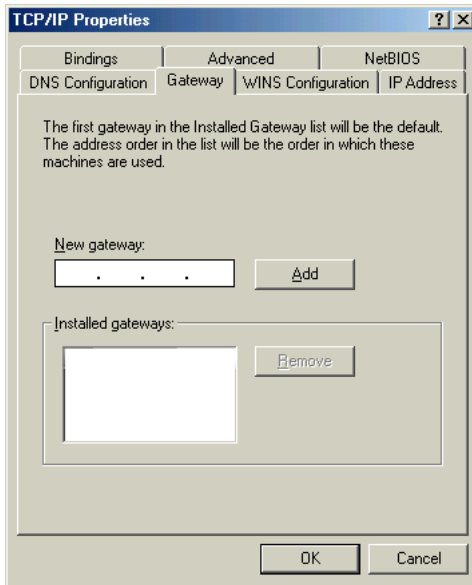 TCP/IP Properties
Bindings Advanced NetBIOS
DNS Configuration Gateway WINS Configuration IP Address
The first gateway in the Installed Gateway list will be the default.
The address order in the list will be the order in which these
machines are used.
New gateway:
. . . Add
Installed gateways:
Remove
OK Cancel